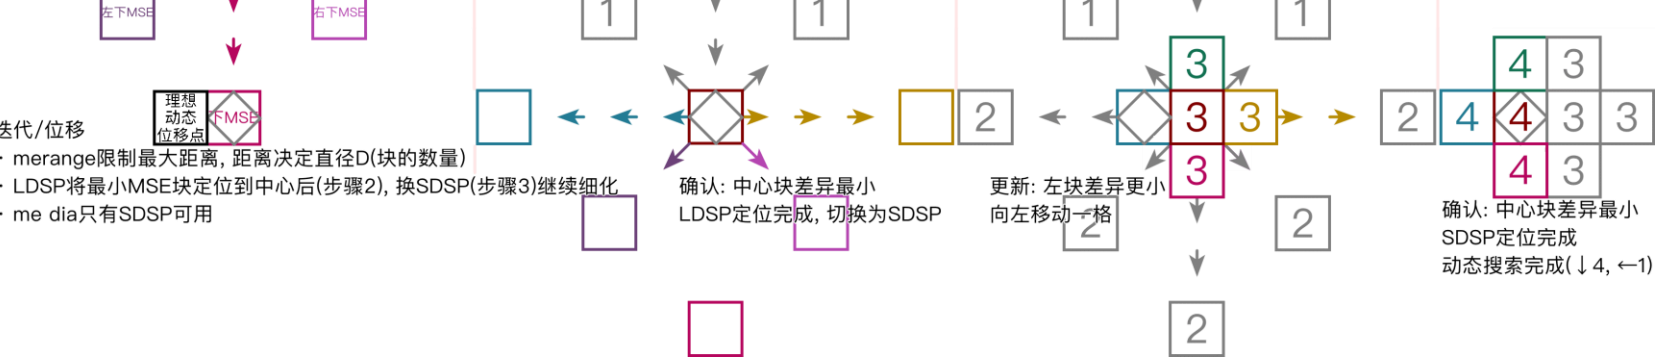 左下MSE
右下MSE
1
1
1
1
理想
动态
位移点
下MSE
迭代/位移
· merange限制最大距离, 距离决定直径D(块的数量)
· LDSP将最小MSE块定位到中心后(步骤2), 换SDSP(步骤3)继续细化
· me dia只有SDSP可用
确认: 中心块差异最小
LDSP定位完成, 切换为SDSP
2
3
3
3
3
更新: 左块差异更小
向左移动一格
2
2
2
4
3
2
4
4
3
3
4
3
确认: 中心块差异最小
SDSP定位完成
动态搜索完成(↓4, ←1)